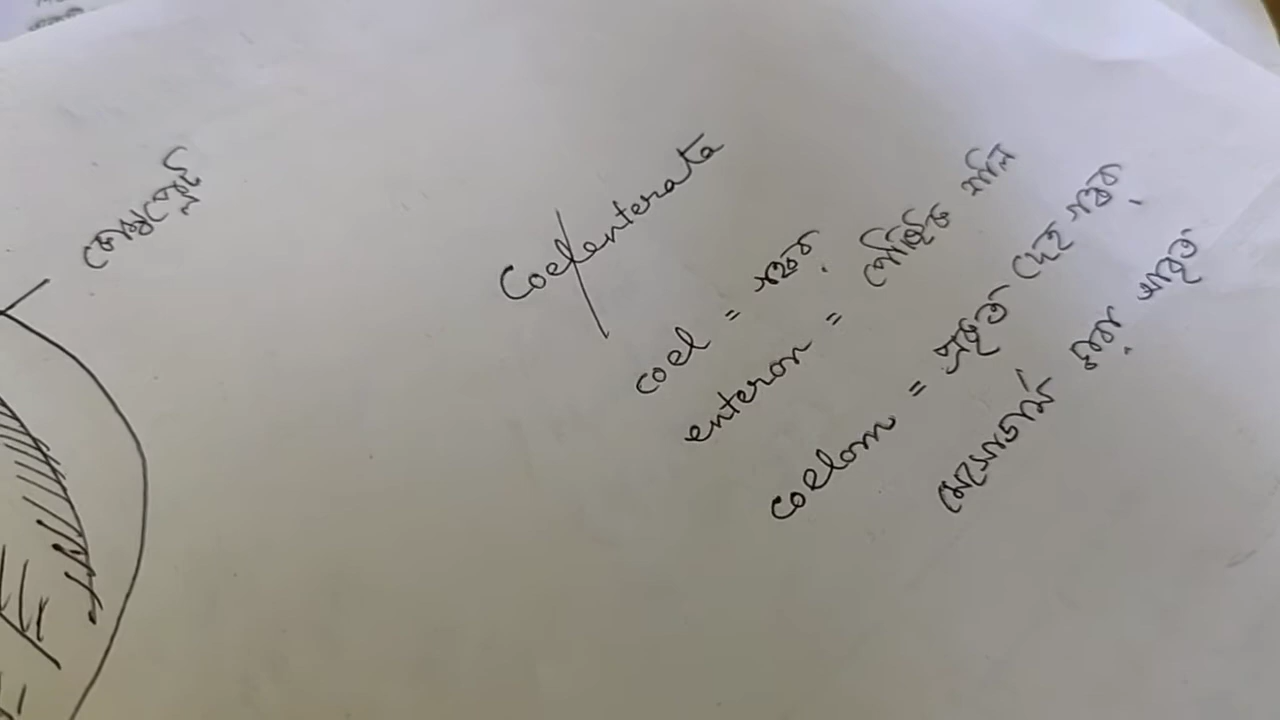 Coelenterata
coel = গহ্বর
enteron = পৌষ্টিক নালি
coelom = প্রকৃত দেহ গহ্বর
মেসোডার্ম দ্বারা আবৃত